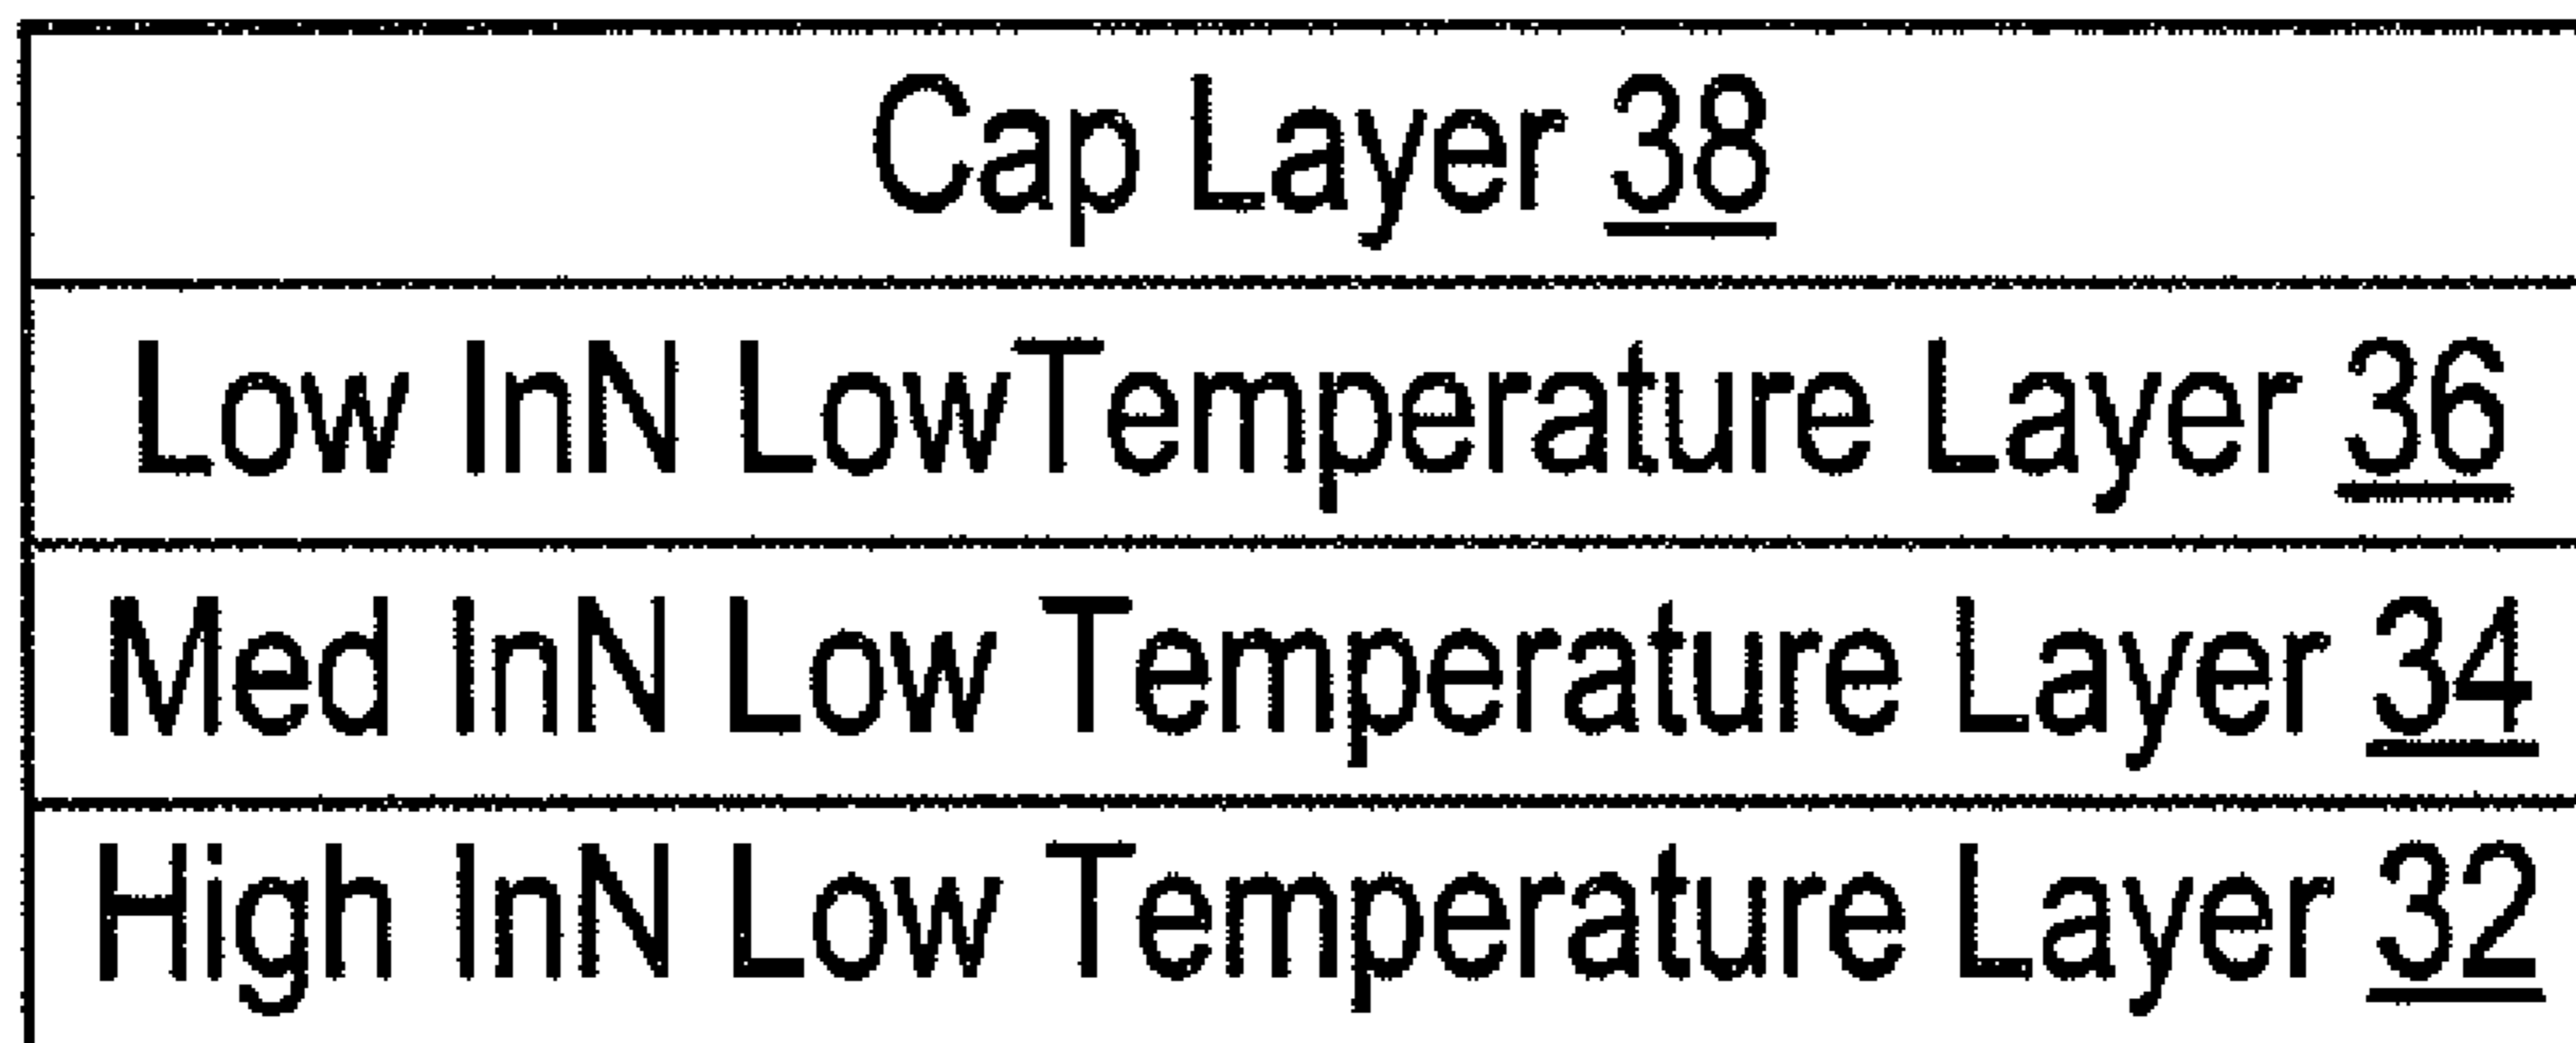 Cap Layer 38
Low InN LowTemperature Layer 36
Med InN Low Temperature Layer 34
High InN Low Temperature Layer 32